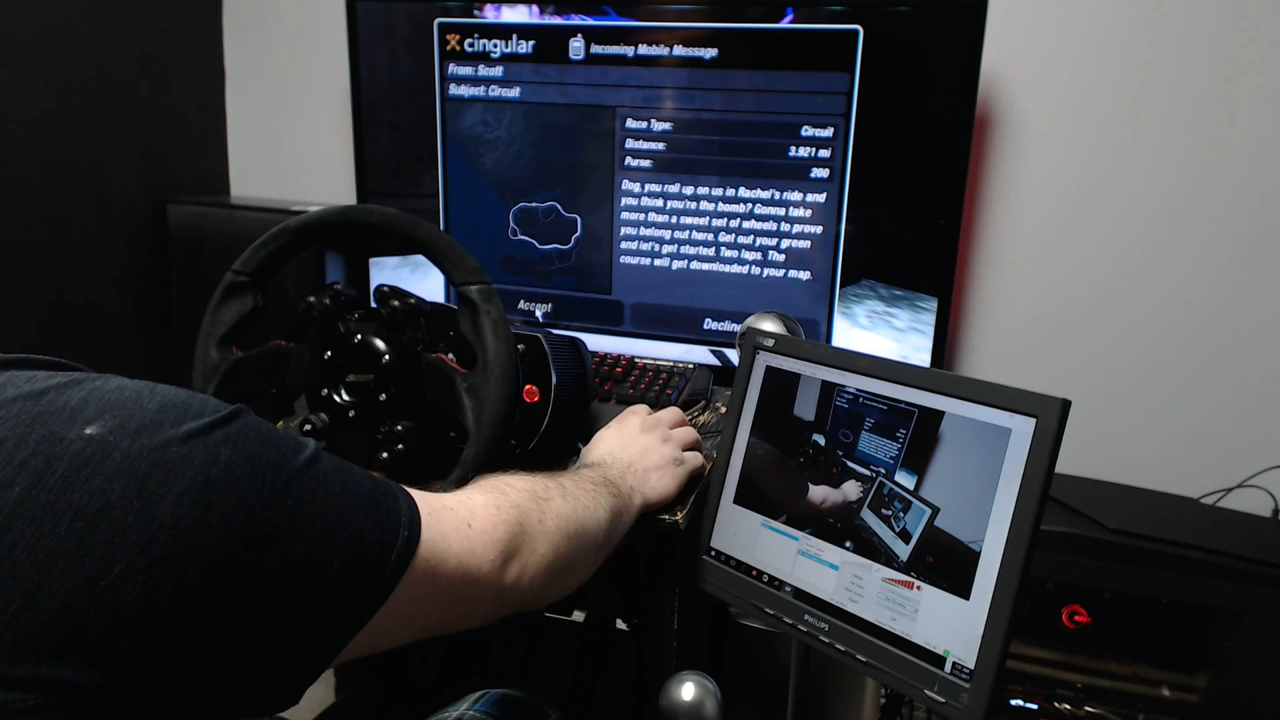 cingular
Incoming Mobile Message
From: Scott
Subject: Circuit
Race Type: Circuit
Distance: 3.921 mi
Purse: 200
Dog, you roll up on us in Rachel's ride and
you think you're the bomb? Gonna take
more than a sweet set of wheels to prove
you belong out here. Get out your green
and let's get started. Two laps. The
course will get downloaded to your map.
Accept
Decline
PHILIPS